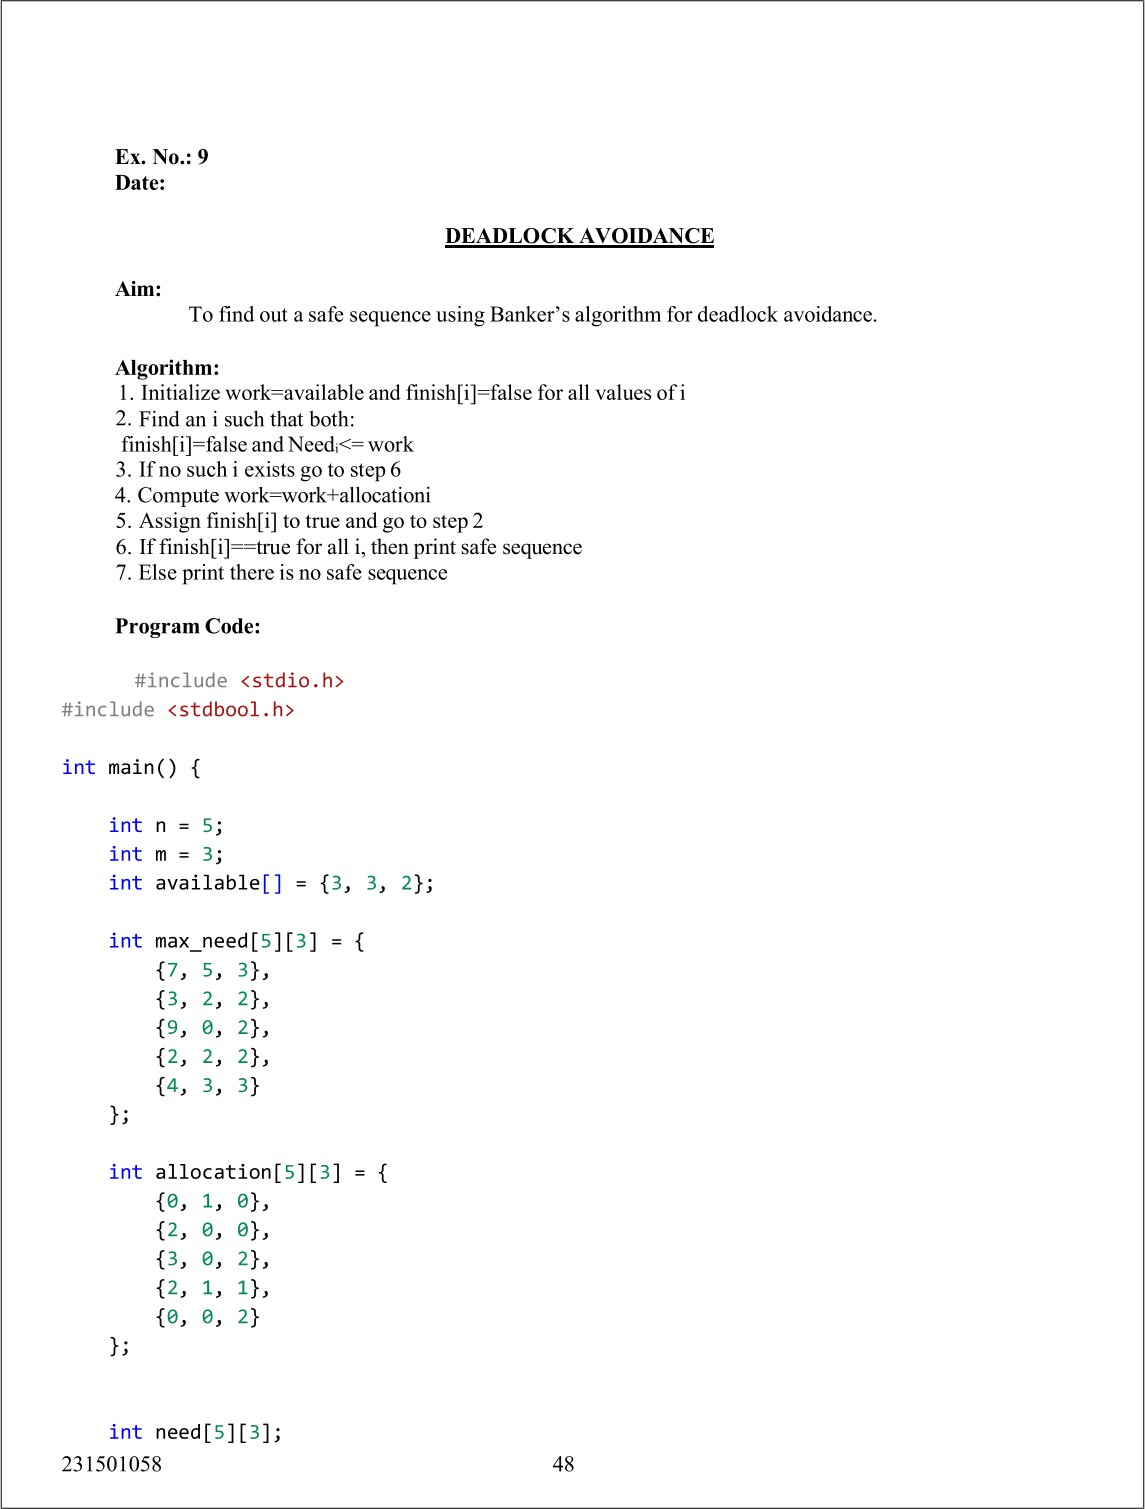 Ex. No.: 9
Date:
DEADLOCK AVOIDANCE
Aim:
To find out a safe sequence using Banker’s algorithm for deadlock avoidance.
Algorithm:
1. Initialize work=available and finish[i]=false for all values of i
2. Find an i such that both:
finish[i]=false and Needᵢ<= work
3. If no such i exists go to step 6
4. Compute work=work+allocationi
5. Assign finish[i] to true and go to step 2
6. If finish[i]==true for all i, then print safe sequence
7. Else print there is no safe sequence
Program Code:
#include <stdio.h>
#include <stdbool.h>
int main() {
int n = 5;
int m = 3;
int available[] = {3, 3, 2};
int max_need[5][3] = {
{7, 5, 3},
{3, 2, 2},
{9, 0, 2},
{2, 2, 2},
{4, 3, 3}
};
int allocation[5][3] = {
{0, 1, 0},
{2, 0, 0},
{3, 0, 2},
{2, 1, 1},
{0, 0, 2}
};
int need[5][3];
231501058 48